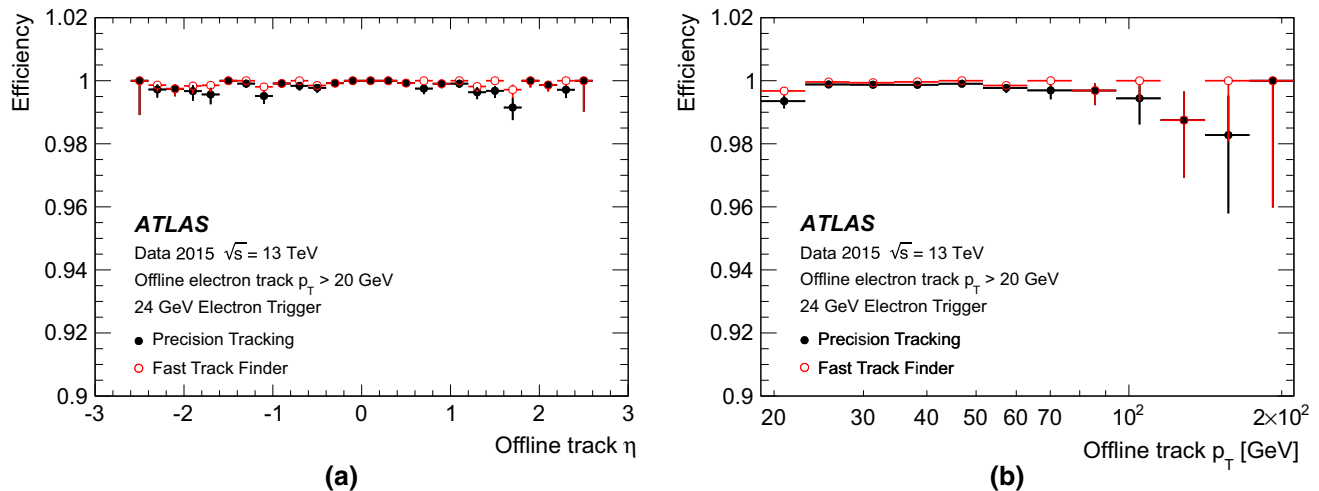 Efficiency
1.02
1
0.98
0.96
0.94
0.92
0.9
ATLAS
Data 2015 √s = 13 TeV
Offline electron track p_T > 20 GeV
24 GeV Electron Trigger
Precision Tracking
Fast Track Finder
-3 -2 -1 0 1 2 3
Offline track η
(a)
Efficiency
1.02
1
0.98
0.96
0.94
0.92
0.9
ATLAS
Data 2015 √s = 13 TeV
Offline electron track p_T > 20 GeV
24 GeV Electron Trigger
Precision Tracking
Fast Track Finder
20 30 40 50 60 70 10² 2×10²
Offline track p_T [GeV]
(b)